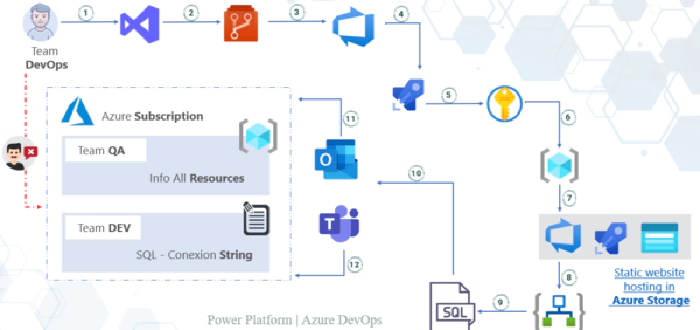 1
2
3
4
Team
DevOps
5
6
Azure Subscription
11
Team QA
Info All Resources
10
7
Team DEV
SQL - Conexion String
12
8
Static website
hosting in
Azure Storage
9
SQL
Power Platform | Azure DevOps